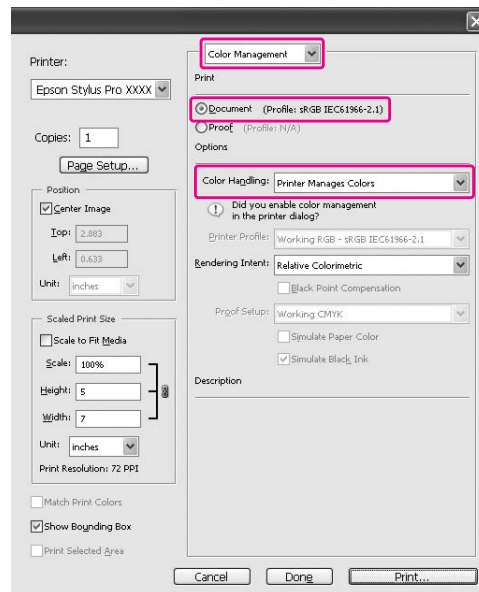 Printer:
Epson Stylus Pro XXXX
Copies: 1
Page Setup...
Position
Center Image
Top: 2.883
Left: 0.633
Unit: inches
Scaled Print Size
Scale to Fit Media
Scale: 100%
Height: 5
Width: 7
Unit: inches
Print Resolution: 72 PPI
Match Print Colors
Show Bounding Box
Print Selected Area
Color Management
Print
Document (Profile: sRGB IEC61966-2.1)
Proof (Profile: N/A)
Options
Color Handling: Printer Manages Colors
Did you enable color management
in the printer dialog?
Printer Profile: Working RGB - sRGB IEC61966-2.1
Rendering Intent: Relative Colorimetric
Black Point Compensation
Proof Setup: Working CMYK
Simulate Paper Color
Simulate Black Ink
Description
Cancel
Done
Print...